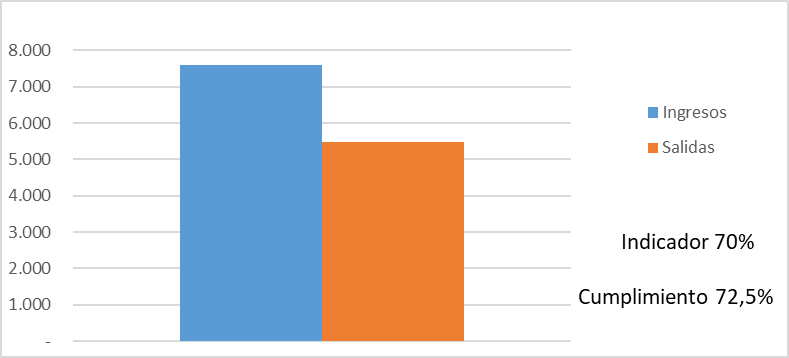 8.000
7.000
6.000
5.000
4.000
3.000
2.000
1.000
-
Ingresos
Salidas
Indicador 70%
Cumplimiento 72,5%